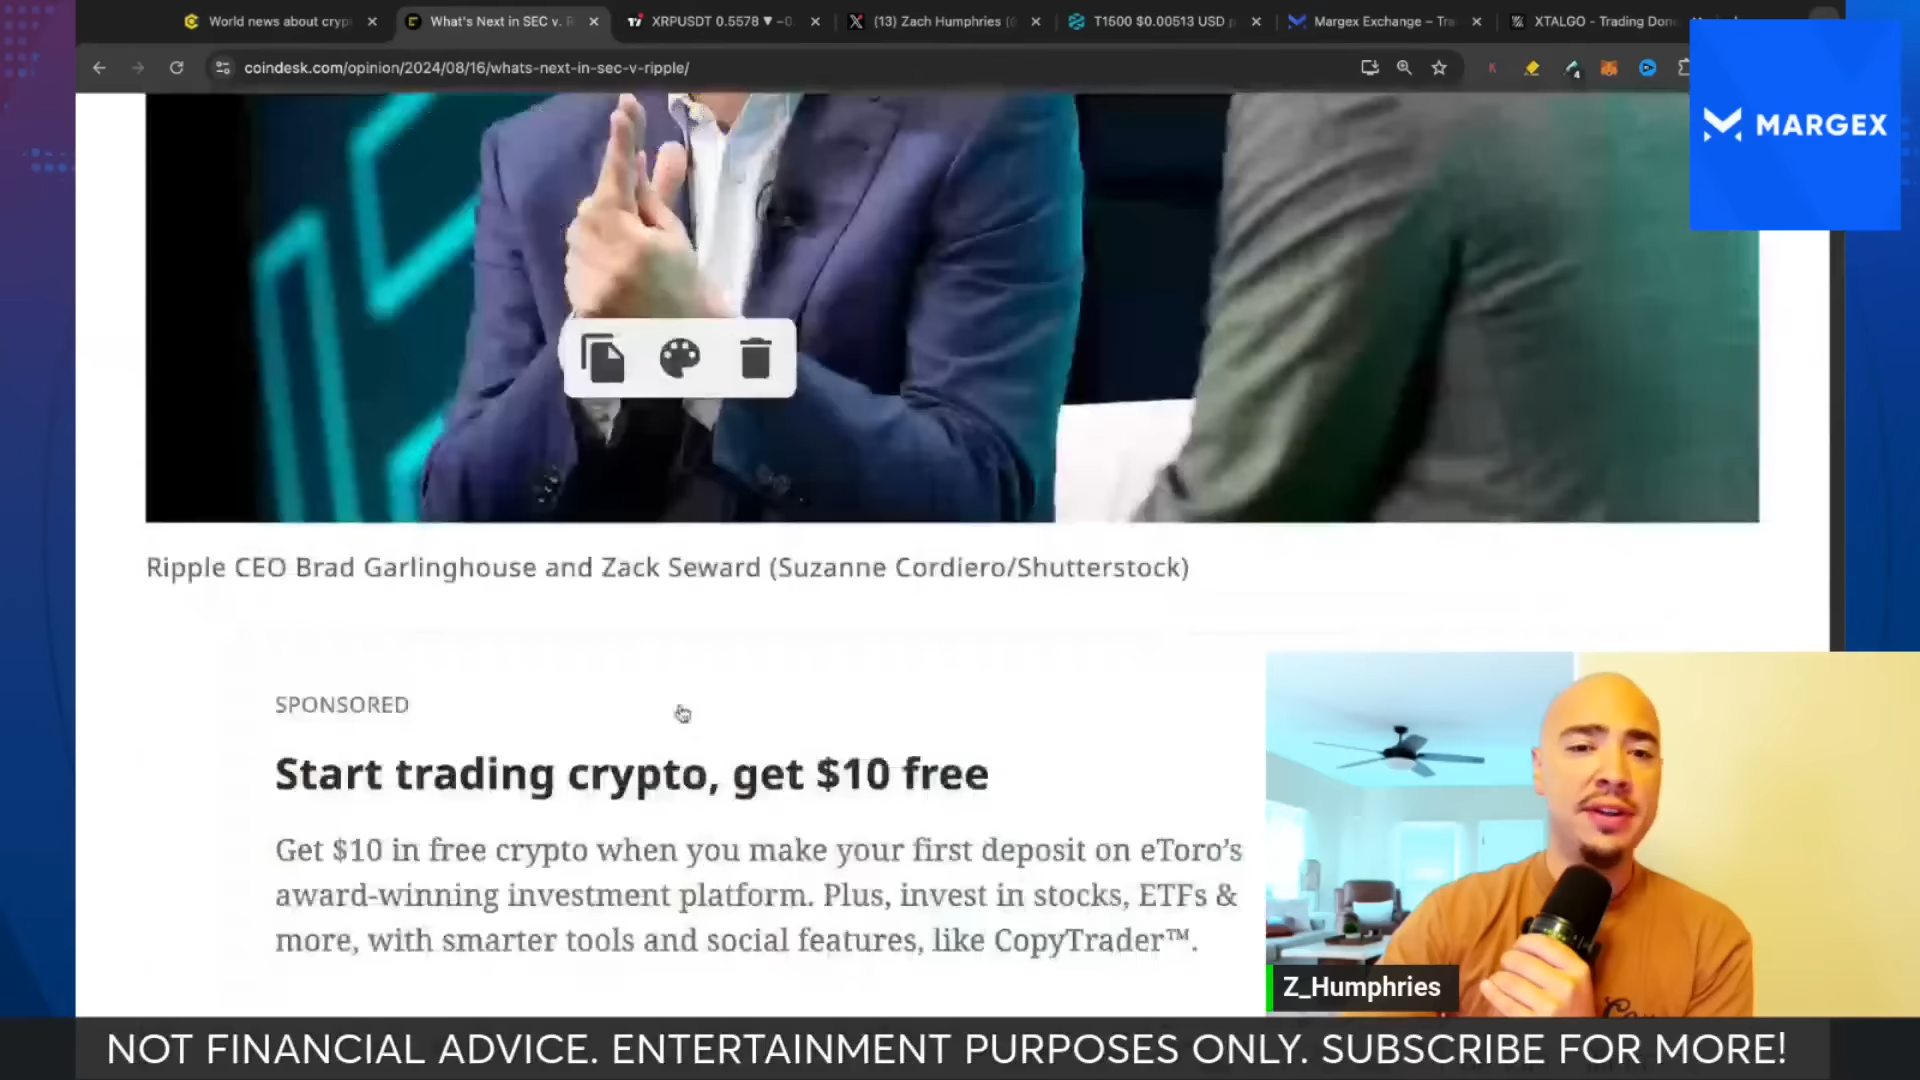 World news about cryp
What's Next in SEC v. R
XRPUSDT 0.5578 ▼ −0.
(13) Zach Humphries (
T1500 $0.00513 USD
Margex Exchange – Tra
XTALGO - Trading Don
coindesk.com/opinion/2024/08/16/whats-next-in-sec-v-ripple/
MARGEX
Ripple CEO Brad Garlinghouse and Zack Seward (Suzanne Cordiero/Shutterstock)
SPONSORED
Start trading crypto, get $10 free
Get $10 in free crypto when you make your first deposit on eToro's
award-winning investment platform. Plus, invest in stocks, ETFs &
more, with smarter tools and social features, like CopyTrader™.
Z_Humphries
NOT FINANCIAL ADVICE. ENTERTAINMENT PURPOSES ONLY. SUBSCRIBE FOR MORE!